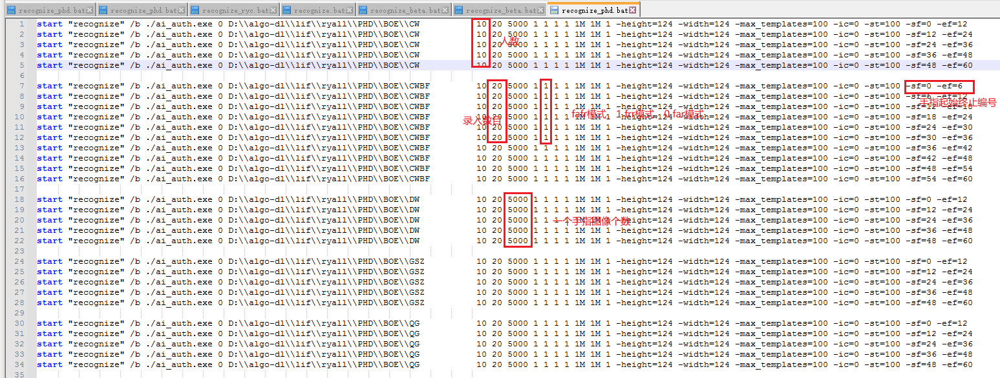 recognize_phd.bat recognize_phd.bat recognize_ryc.bat recognize.bat recognize_beta.bat recognize_beta.bat recognize_phd.bat
1 start "recognize" /b ./ai_auth.exe 0 D:\\algo-dl\\lif\\ryall\\PHD\\BOE\\CW 10 20 5000 1 1 1 1 1M 1M 1 -height=124 -width=124 -max_templates=100 -ic=0 -st=100 -sf=0 -ef=12
2 start "recognize" /b ./ai_auth.exe 0 D:\\algo-dl\\lif\\ryall\\PHD\\BOE\\CW 10 20 5000 1 1 1 1 1M 1M 1 -height=124 -width=124 -max_templates=100 -ic=0 -st=100 -sf=12 -ef=24
人数
3 start "recognize" /b ./ai_auth.exe 0 D:\\algo-dl\\lif\\ryall\\PHD\\BOE\\CW 10 20 5000 1 1 1 1 1M 1M 1 -height=124 -width=124 -max_templates=100 -ic=0 -st=100 -sf=24 -ef=36
4 start "recognize" /b ./ai_auth.exe 0 D:\\algo-dl\\lif\\ryall\\PHD\\BOE\\CW 10 20 5000 1 1 1 1 1M 1M 1 -height=124 -width=124 -max_templates=100 -ic=0 -st=100 -sf=36 -ef=48
5 start "recognize" /b ./ai_auth.exe 0 D:\\algo-dl\\lif\\ryall\\PHD\\BOE\\CW 10 20 5000 1 1 1 1 1M 1M 1 -height=124 -width=124 -max_templates=100 -ic=0 -st=100 -sf=48 -ef=60
6
7 start "recognize" /b ./ai_auth.exe 0 D:\\algo-dl\\lif\\ryall\\PHD\\BOE\\CWBF 10 20 5000 1 1 1 1 1M 1M 1 -height=124 -width=124 -max_templates=100 -ic=0 -st=100 -sf=0 -ef=6
8 start "recognize" /b ./ai_auth.exe 0 D:\\algo-dl\\lif\\ryall\\PHD\\BOE\\CWBF 10 20 5000 1 1 1 1 1M 1M 1 -height=124 -width=124 -max_templates=100 -ic=0 -st=100 -sf=6 -ef=12
手指起始终止编号
9 start "recognize" /b ./ai_auth.exe 0 D:\\algo-dl\\lif\\ryall\\PHD\\BOE\\CWBF 10 20 5000 1 1 1 1 1M 1M 1 -height=124 -width=124 -max_templates=100 -ic=0 -st=100 -sf=12 -ef=18
10 start "recognize" /b ./ai_auth.exe 0 D:\\algo-dl\\lif\\ryall\\PHD\\BOE\\CWBF 10 20 5000 1 1 1 1 1M 1M 1 -height=124 -width=124 -max_templates=100 -ic=0 -st=100 -sf=18 -ef=24
fafr模式，1.frr模式，0.far模式
录入数目
11 start "recognize" /b ./ai_auth.exe 0 D:\\algo-dl\\lif\\ryall\\PHD\\BOE\\CWBF 10 20 5000 1 1 1 1 1M 1M 1 -height=124 -width=124 -max_templates=100 -ic=0 -st=100 -sf=24 -ef=30
12 start "recognize" /b ./ai_auth.exe 0 D:\\algo-dl\\lif\\ryall\\PHD\\BOE\\CWBF 10 20 5000 1 1 1 1 1M 1M 1 -height=124 -width=124 -max_templates=100 -ic=0 -st=100 -sf=30 -ef=36
13 start "recognize" /b ./ai_auth.exe 0 D:\\algo-dl\\lif\\ryall\\PHD\\BOE\\CWBF 10 20 5000 1 1 1 1 1M 1M 1 -height=124 -width=124 -max_templates=100 -ic=0 -st=100 -sf=36 -ef=42
14 start "recognize" /b ./ai_auth.exe 0 D:\\algo-dl\\lif\\ryall\\PHD\\BOE\\CWBF 10 20 5000 1 1 1 1 1M 1M 1 -height=124 -width=124 -max_templates=100 -ic=0 -st=100 -sf=42 -ef=48
15 start "recognize" /b ./ai_auth.exe 0 D:\\algo-dl\\lif\\ryall\\PHD\\BOE\\CWBF 10 20 5000 1 1 1 1 1M 1M 1 -height=124 -width=124 -max_templates=100 -ic=0 -st=100 -sf=48 -ef=54
16 start "recognize" /b ./ai_auth.exe 0 D:\\algo-dl\\lif\\ryall\\PHD\\BOE\\CWBF 10 20 5000 1 1 1 1 1M 1M 1 -height=124 -width=124 -max_templates=100 -ic=0 -st=100 -sf=54 -ef=60
17
18 start "recognize" /b ./ai_auth.exe 0 D:\\algo-dl\\lif\\ryall\\PHD\\BOE\\DW 10 20 5000 1 1 1 1 1M 1M 1 -height=124 -width=124 -max_templates=100 -ic=0 -st=100 -sf=0 -ef=12
19 start "recognize" /b ./ai_auth.exe 0 D:\\algo-dl\\lif\\ryall\\PHD\\BOE\\DW 10 20 5000 1 1 1 1 1M 1M 1 -height=124 -width=124 -max_templates=100 -ic=0 -st=100 -sf=12 -ef=24
20 start "recognize" /b ./ai_auth.exe 0 D:\\algo-dl\\lif\\ryall\\PHD\\BOE\\DW 10 20 5000 1 1 1 1 1M 1M 1 -height=124 -width=124 -max_templates=100 -ic=0 -st=100 -sf=24 -ef=36
一个手指图像个数
21 start "recognize" /b ./ai_auth.exe 0 D:\\algo-dl\\lif\\ryall\\PHD\\BOE\\DW 10 20 5000 1 1 1 1 1M 1M 1 -height=124 -width=124 -max_templates=100 -ic=0 -st=100 -sf=36 -ef=48
22 start "recognize" /b ./ai_auth.exe 0 D:\\algo-dl\\lif\\ryall\\PHD\\BOE\\DW 10 20 5000 1 1 1 1 1M 1M 1 -height=124 -width=124 -max_templates=100 -ic=0 -st=100 -sf=48 -ef=60
23
24 start "recognize" /b ./ai_auth.exe 0 D:\\algo-dl\\lif\\ryall\\PHD\\BOE\\GSZ 10 20 5000 1 1 1 1 1M 1M 1 -height=124 -width=124 -max_templates=100 -ic=0 -st=100 -sf=0 -ef=12
25 start "recognize" /b ./ai_auth.exe 0 D:\\algo-dl\\lif\\ryall\\PHD\\BOE\\GSZ 10 20 5000 1 1 1 1 1M 1M 1 -height=124 -width=124 -max_templates=100 -ic=0 -st=100 -sf=12 -ef=24
26 start "recognize" /b ./ai_auth.exe 0 D:\\algo-dl\\lif\\ryall\\PHD\\BOE\\GSZ 10 20 5000 1 1 1 1 1M 1M 1 -height=124 -width=124 -max_templates=100 -ic=0 -st=100 -sf=24 -ef=36
27 start "recognize" /b ./ai_auth.exe 0 D:\\algo-dl\\lif\\ryall\\PHD\\BOE\\GSZ 10 20 5000 1 1 1 1 1M 1M 1 -height=124 -width=124 -max_templates=100 -ic=0 -st=100 -sf=36 -ef=48
28 start "recognize" /b ./ai_auth.exe 0 D:\\algo-dl\\lif\\ryall\\PHD\\BOE\\GSZ 10 20 5000 1 1 1 1 1M 1M 1 -height=124 -width=124 -max_templates=100 -ic=0 -st=100 -sf=48 -ef=60
29
30 start "recognize" /b ./ai_auth.exe 0 D:\\algo-dl\\lif\\ryall\\PHD\\BOE\\QG 10 20 5000 1 1 1 1 1M 1M 1 -height=124 -width=124 -max_templates=100 -ic=0 -st=100 -sf=0 -ef=12
31 start "recognize" /b ./ai_auth.exe 0 D:\\algo-dl\\lif\\ryall\\PHD\\BOE\\QG 10 20 5000 1 1 1 1 1M 1M 1 -height=124 -width=124 -max_templates=100 -ic=0 -st=100 -sf=12 -ef=24
32 start "recognize" /b ./ai_auth.exe 0 D:\\algo-dl\\lif\\ryall\\PHD\\BOE\\QG 10 20 5000 1 1 1 1 1M 1M 1 -height=124 -width=124 -max_templates=100 -ic=0 -st=100 -sf=24 -ef=36
33 start "recognize" /b ./ai_auth.exe 0 D:\\algo-dl\\lif\\ryall\\PHD\\BOE\\QG 10 20 5000 1 1 1 1 1M 1M 1 -height=124 -width=124 -max_templates=100 -ic=0 -st=100 -sf=36 -ef=48
34 start "recognize" /b ./ai_auth.exe 0 D:\\algo-dl\\lif\\ryall\\PHD\\BOE\\QG 10 20 5000 1 1 1 1 1M 1M 1 -height=124 -width=124 -max_templates=100 -ic=0 -st=100 -sf=48 -ef=60
35